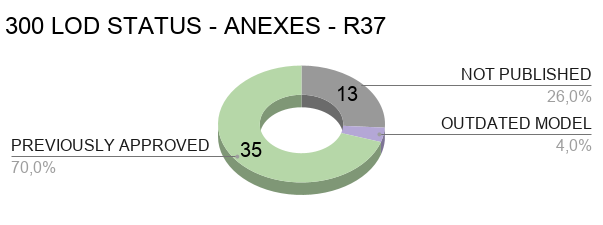 300 LOD STATUS - ANEXES - R37
NOT PUBLISHED
26,0%
13
OUTDATED MODEL
4,0%
PREVIOUSLY APPROVED
70,0%
35